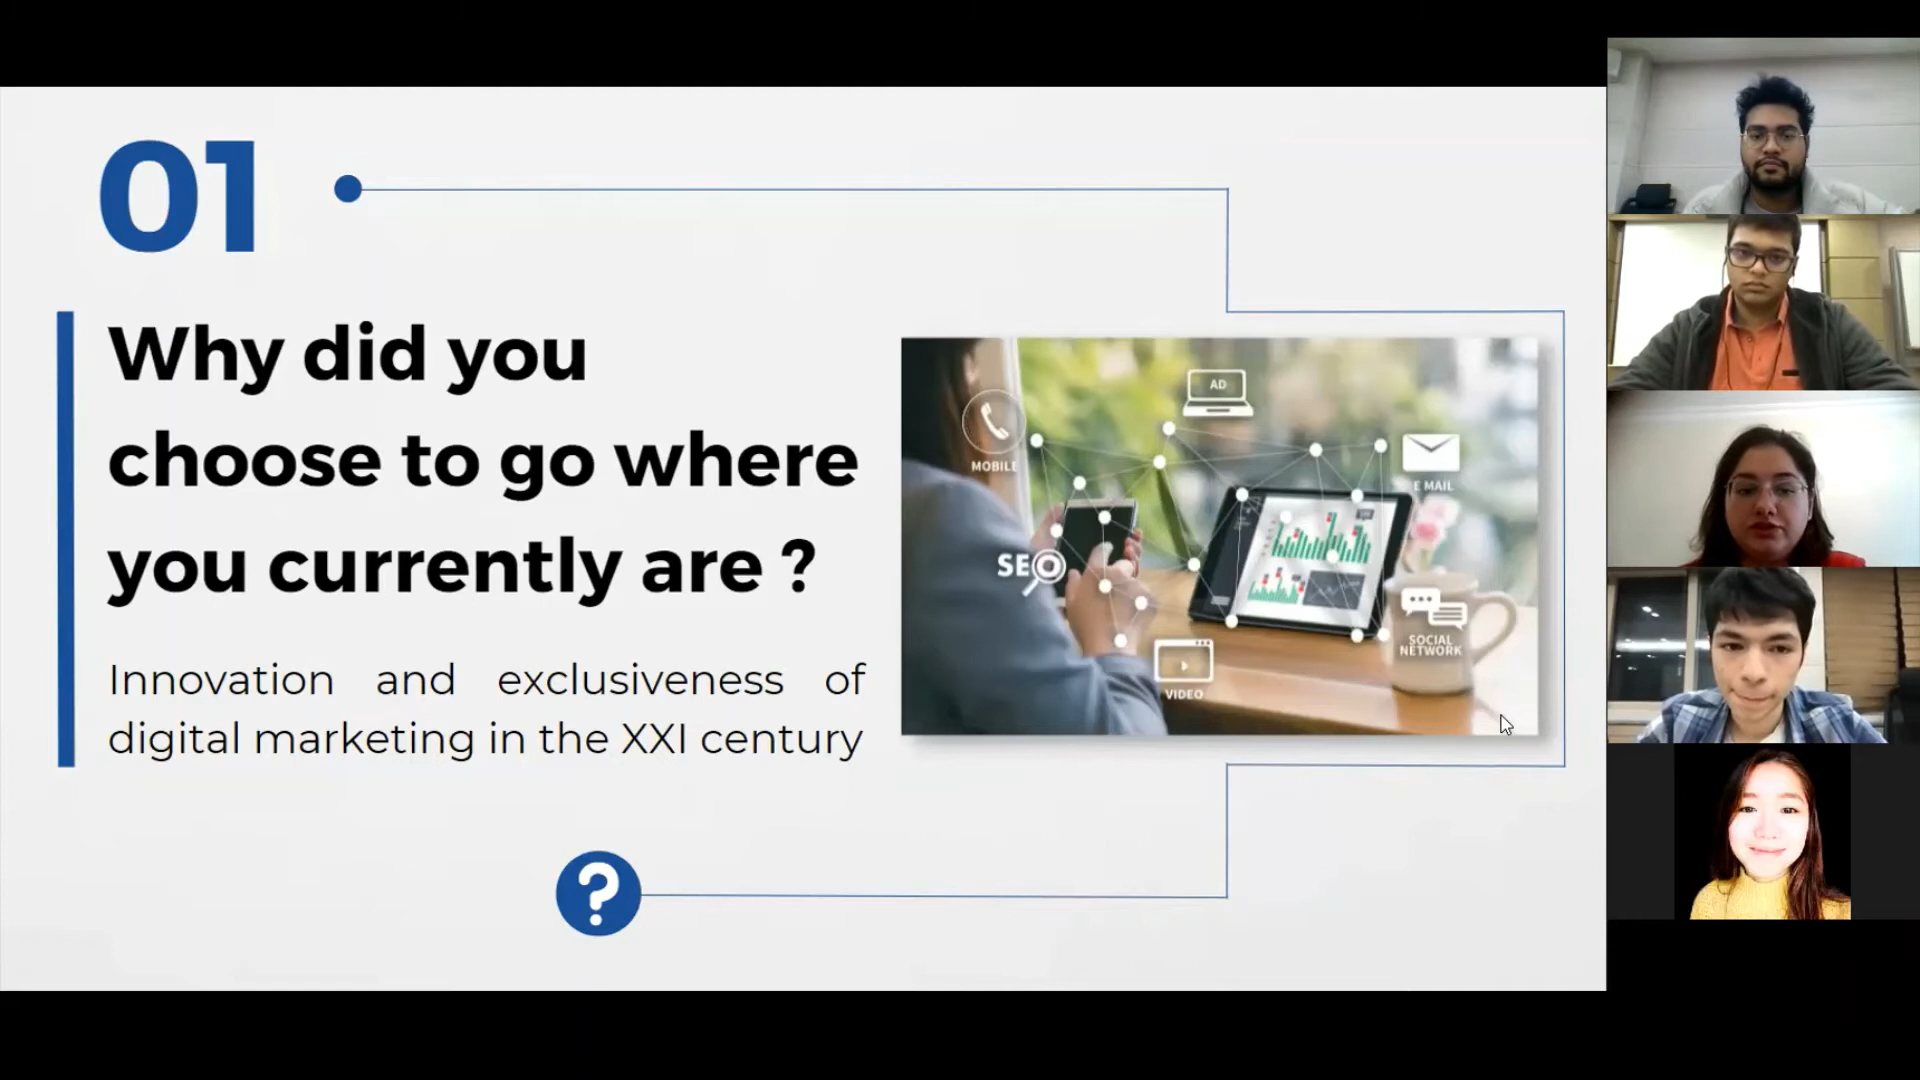 01
Why did you
choose to go where
you currently are ?
Innovation and exclusiveness of
digital marketing in the XXI century
?
AD
MOBILE
E MAIL
SEO
SOCIAL
NETWORK
VIDEO